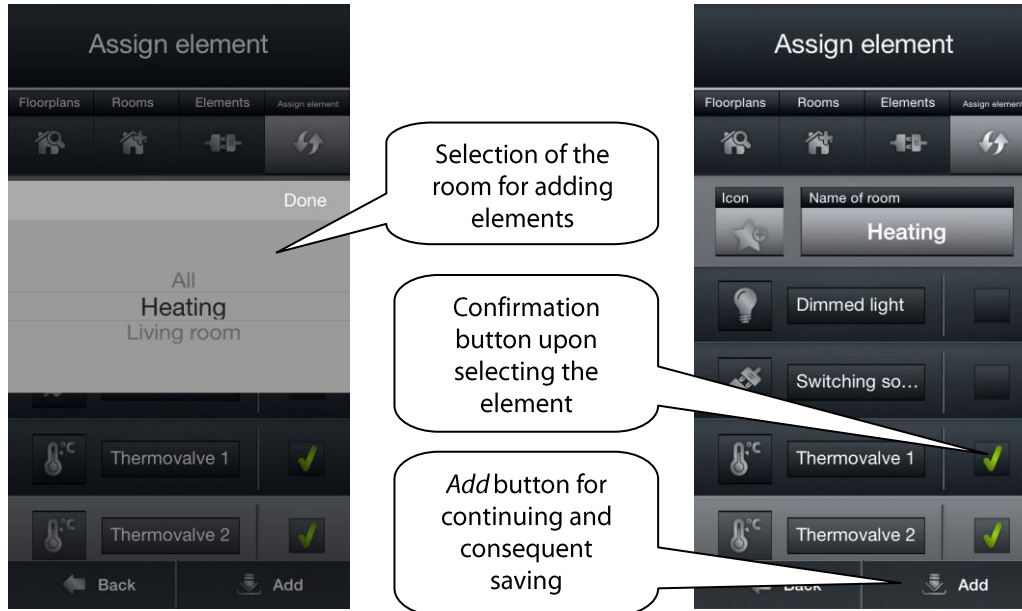 Assign element
Floorplans Rooms Elements Assign element
Done
All
Heating
Living room
°C Thermovalve 1
°C Thermovalve 2
Back Add
Selection of the
room for adding
elements
Confirmation
button upon
selecting the
element
Add button for
continuing and
consequent
saving
Assign element
Floorplans Rooms Elements Assign element
Icon Name of room
Heating
Dimmed light
Switching so...
°C Thermovalve 1
°C Thermovalve 2
Back Add